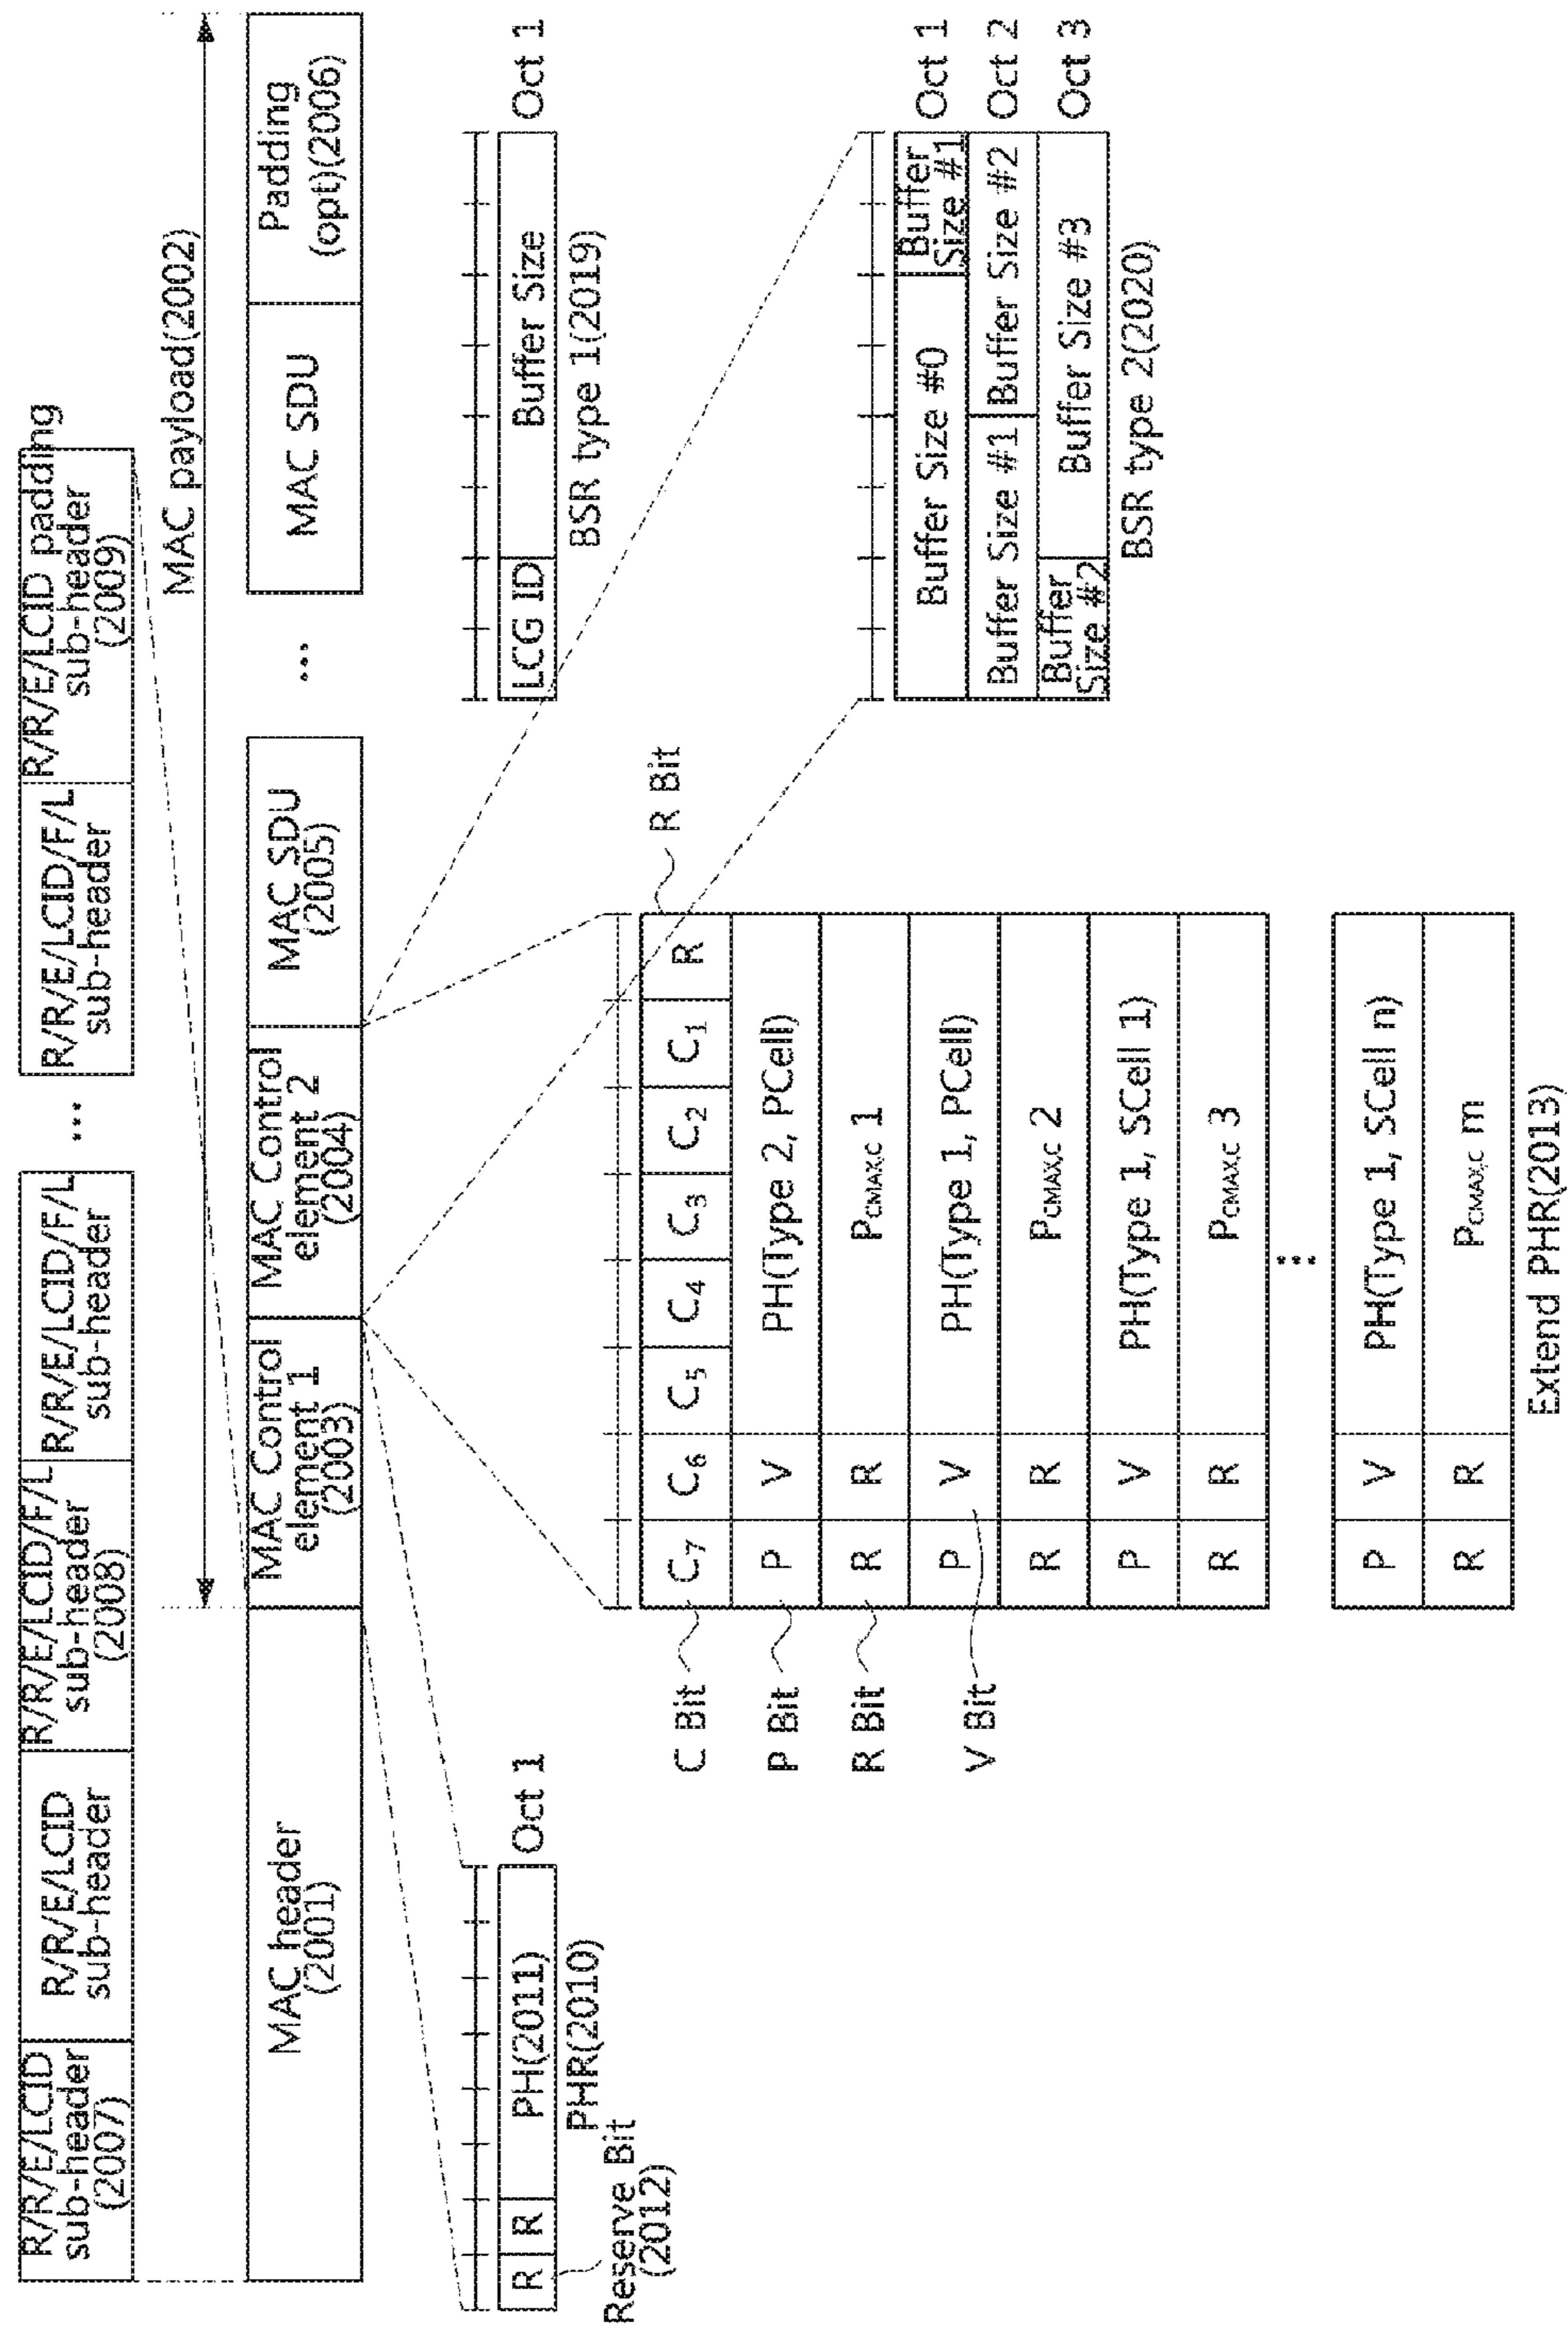 R/R/E/LCID
sub-header
(2007)
R/R/E/LCID
sub-header
R/R/E/LCID/F/L
sub-header
(2008)
R/R/E/LCID/F/L
sub-header
...
R/R/E/LCID/F/L
sub-header
R/R/E/LCID padding
sub-header
(2009)
MAC payload(2002)
MAC header
(2001)
MAC Control
element 1
(2003)
MAC Control
element 2
(2004)
MAC SDU
(2005)
...
MAC SDU
Padding
(opt)(2006)
R R PH(2011) Oct 1
PHR(2010)
Reserve Bit
(2012)
LCG ID Buffer Size Oct 1
BSR type 1(2019)
C Bit
P Bit
R Bit
V Bit
R Bit
C7 C6 C5 C4 C3 C2 C1 R
P V PH(Type 2, PCell)
R R PCMAX,c 1
P V PH(Type 1, PCell)
R R PCMAX,c 2
P V PH(Type 1, SCell 1)
R R PCMAX,c 3
...
P V PH(Type 1, SCell n)
R R PCMAX,c m
Extend PHR(2013)
Buffer Size #0 Buffer Size #1 Oct 1
Buffer Size #1 Buffer Size #2 Oct 2
Buffer Size #2 Buffer Size #3 Oct 3
BSR type 2(2020)